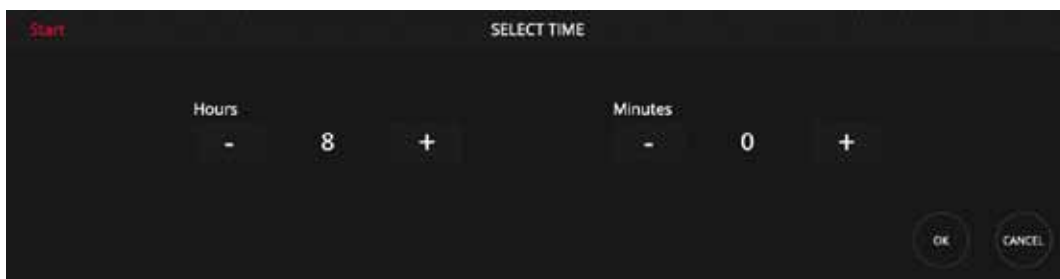 Start SELECT TIME
Hours Minutes
- 8 + - 0 +
OK CANCEL